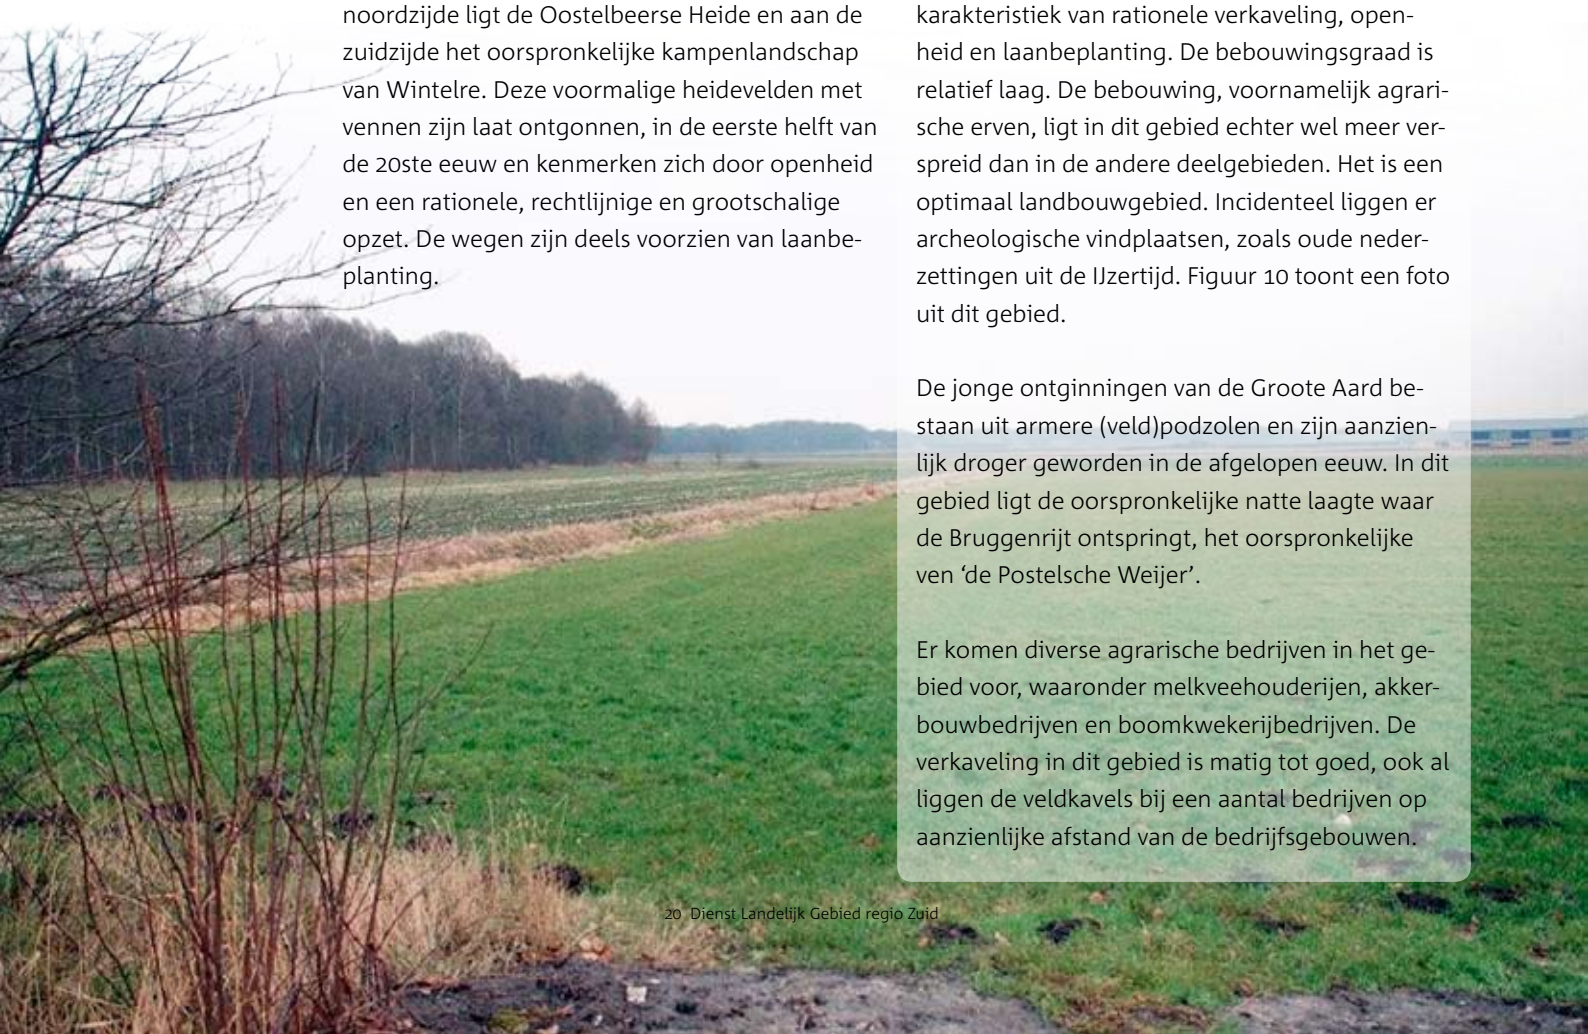 noordzijde ligt de Oostelbeerse Heide en aan de
zuidzijde het oorspronkelijke kampenlandschap
van Wintelre. Deze voormalige heidevelden met
vennen zijn laat ontgonnen, in de eerste helft van
de 20ste eeuw en kenmerken zich door openheid
en een rationele, rechtlijnige en grootschalige
opzet. De wegen zijn deels voorzien van laanbe-
planting.
karakteristiek van rationele verkaveling, open-
heid en laanbeplanting. De bebouwingsgraad is
relatief laag. De bebouwing, voornamelijk agrari-
sche erven, ligt in dit gebied echter wel meer ver-
spreid dan in de andere deelgebieden. Het is een
optimaal landbouwgebied. Incidenteel liggen er
archeologische vindplaatsen, zoals oude neder-
zettingen uit de IJzertijd. Figuur 10 toont een foto
uit dit gebied.
De jonge ontginningen van de Groote Aard be-
staan uit armere (veld)podzolen en zijn aanzien-
lijk droger geworden in de afgelopen eeuw. In dit
gebied ligt de oorspronkelijke natte laagte waar
de Bruggenrijt ontspringt, het oorspronkelijke
ven ‘de Postelsche Weijer’.
Er komen diverse agrarische bedrijven in het ge-
bied voor, waaronder melkveehouderijen, akker-
bouwbedrijven en boomkwekerijbedrijven. De
verkaveling in dit gebied is matig tot goed, ook al
liggen de veldkavels bij een aantal bedrijven op
aanzienlijke afstand van de bedrijfsgebouwen.
20 Dienst Landelijk Gebied regio Zuid